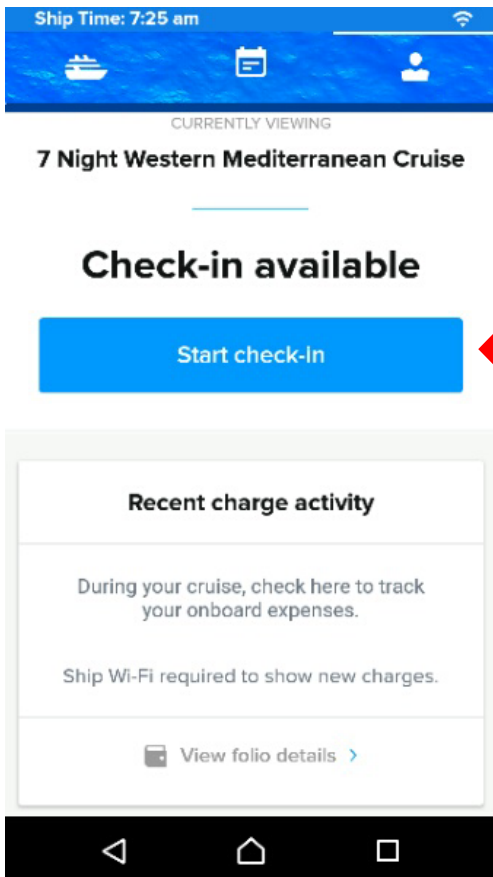 Ship Time: 7:25 am
CURRENTLY VIEWING
7 Night Western Mediterranean Cruise
Check-in available
Start check-In
Recent charge activity
During your cruise, check here to track
your onboard expenses.
Ship Wi-Fi required to show new charges.
View folio details >